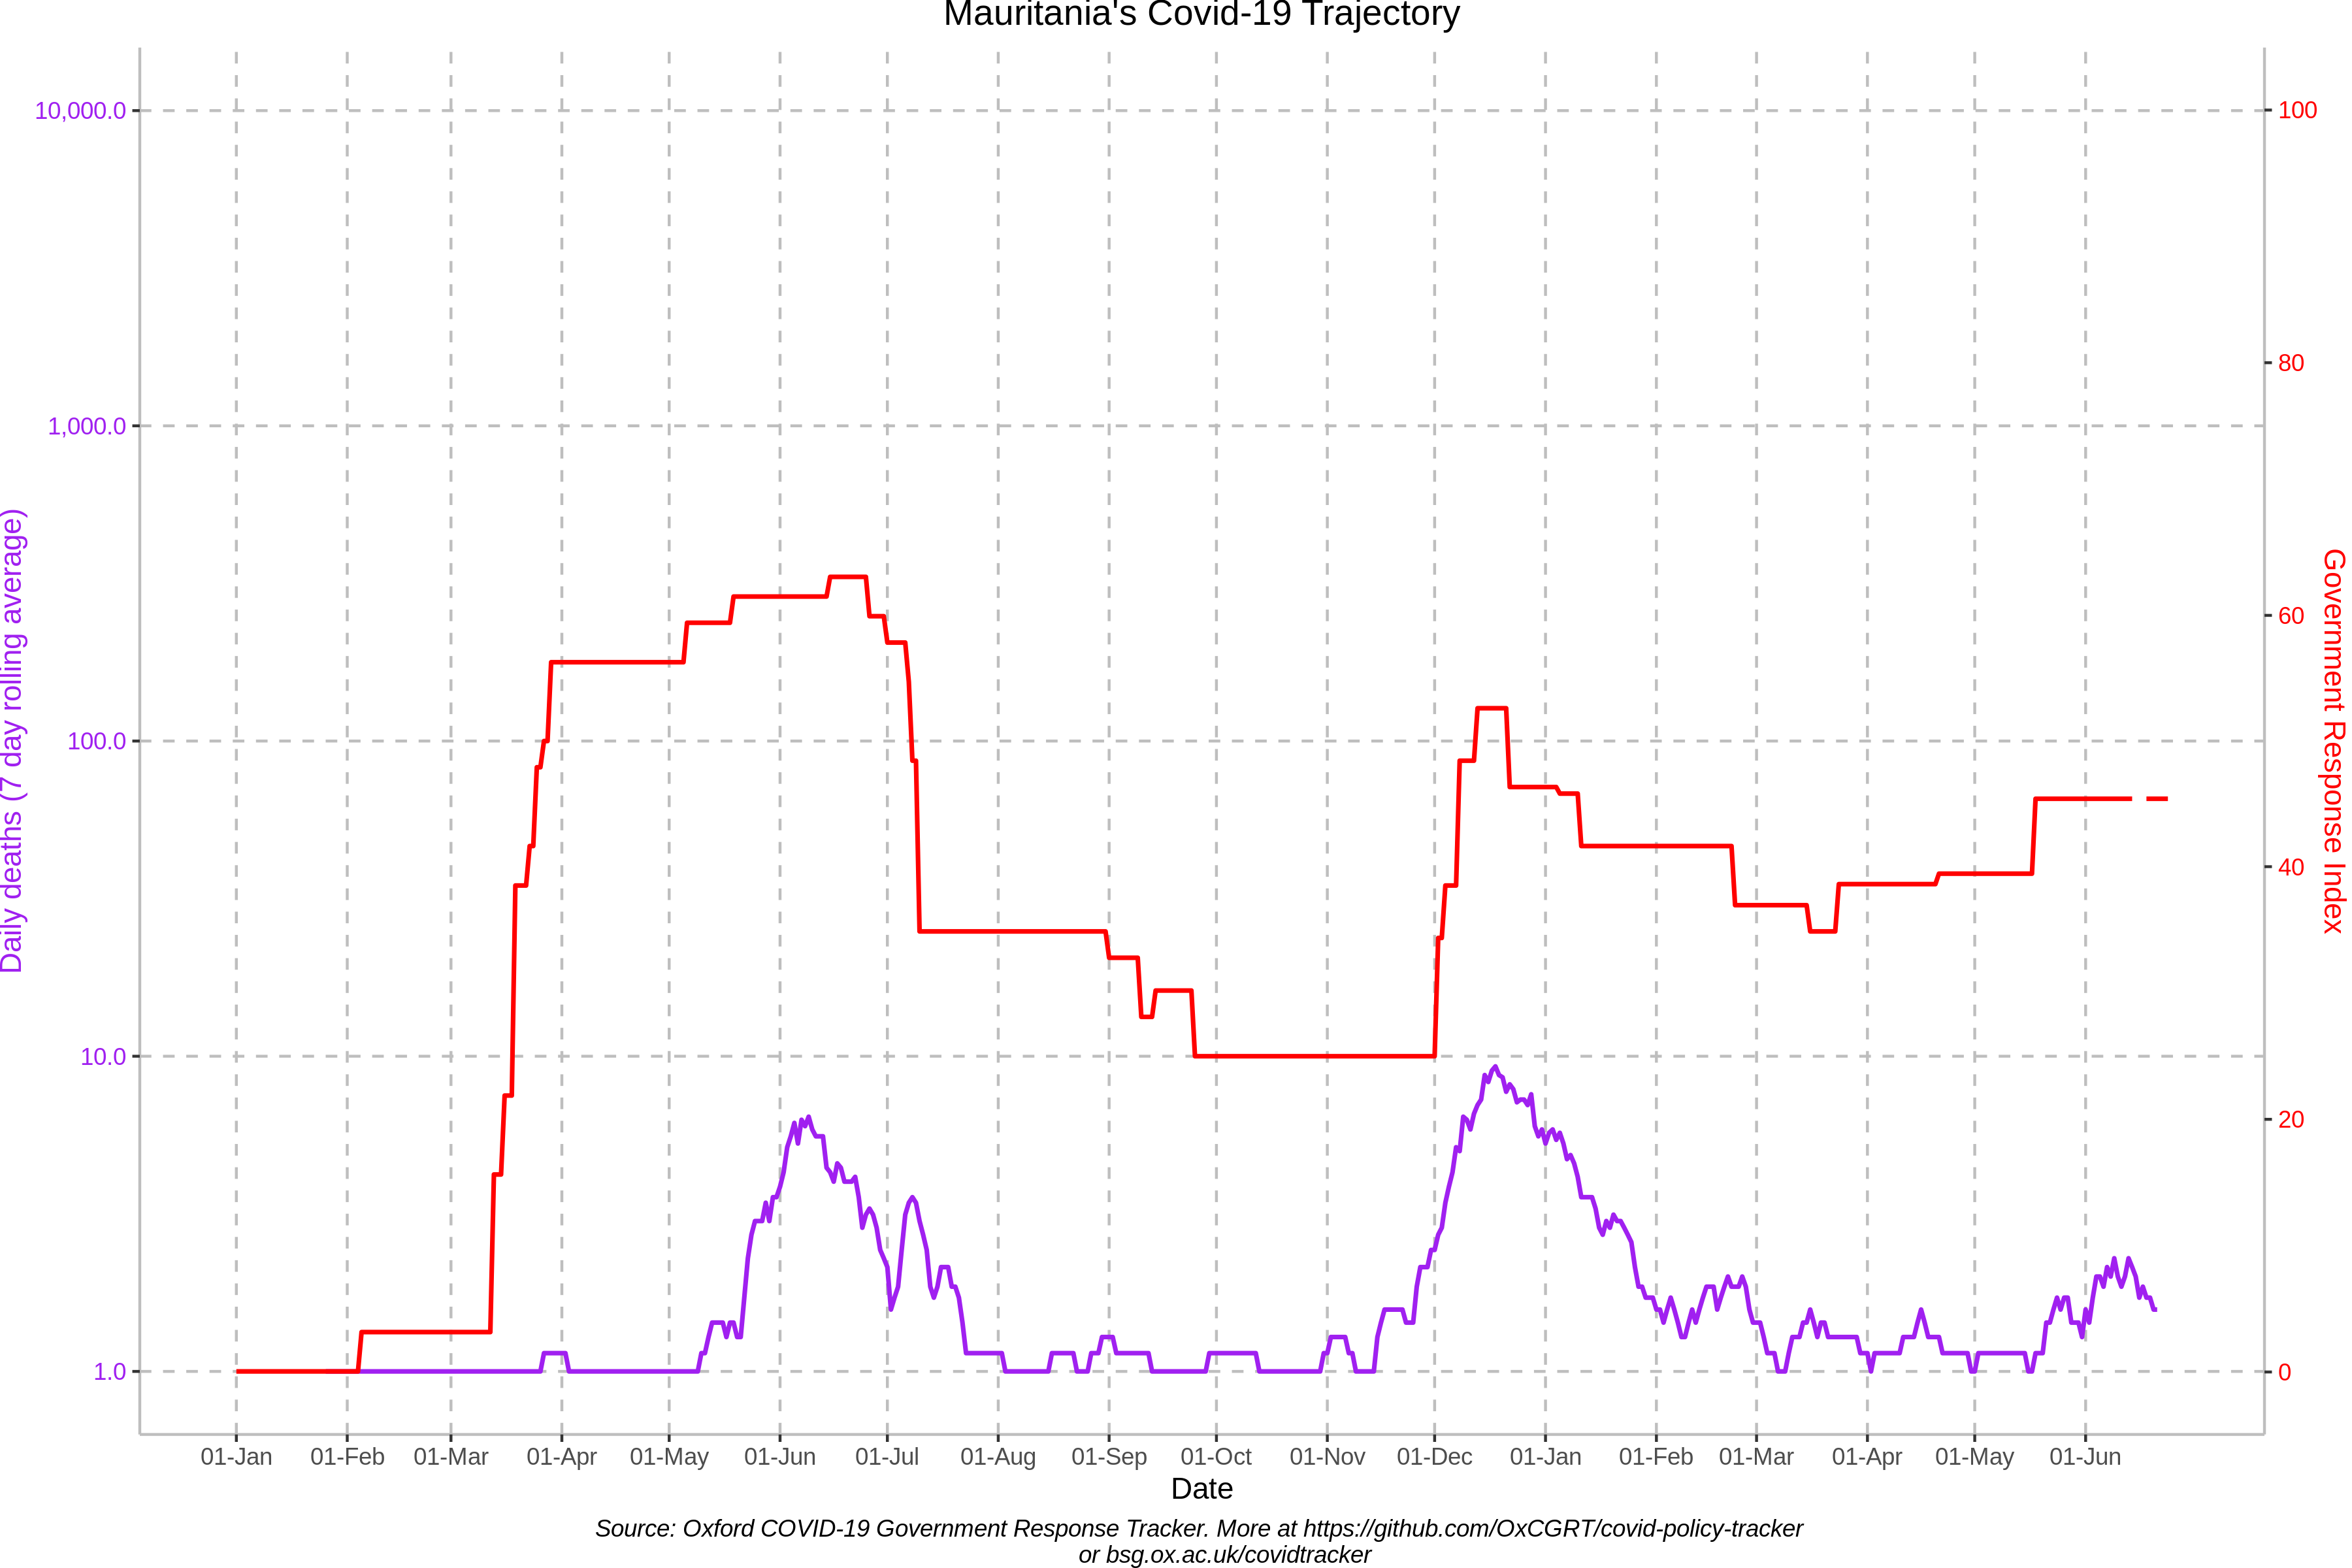 Mauritania's Covid-19 Trajectory
10,000.0
1,000.0
100.0
10.0
1.0
Daily deaths (7 day rolling average)
100
80
60
40
20
0
Government Response Index
01-Jan 01-Feb 01-Mar 01-Apr 01-May 01-Jun 01-Jul 01-Aug 01-Sep 01-Oct 01-Nov 01-Dec 01-Jan 01-Feb 01-Mar 01-Apr 01-May 01-Jun
Date
Source: Oxford COVID-19 Government Response Tracker. More at https://github.com/OxCGRT/covid-policy-tracker
or bsg.ox.ac.uk/covidtracker